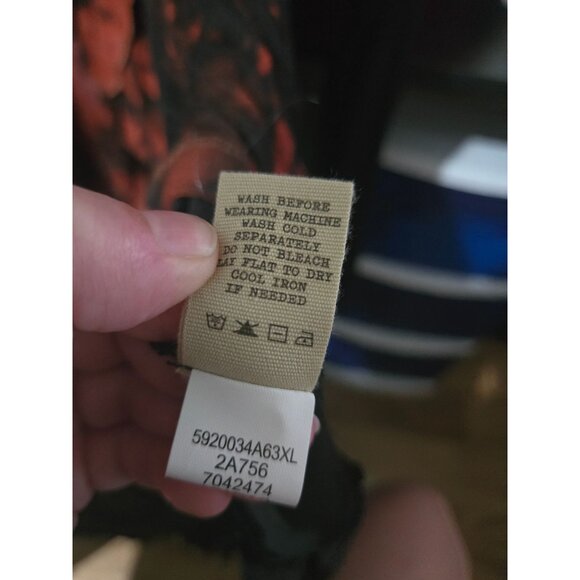 WASH BEFORE
WEARING MACHINE
WASH COLD
SEPARATELY
DO NOT BLEACH
LAY FLAT TO DRY
COOL IRON
IF NEEDED
5920034A63XL
2A756
7042474